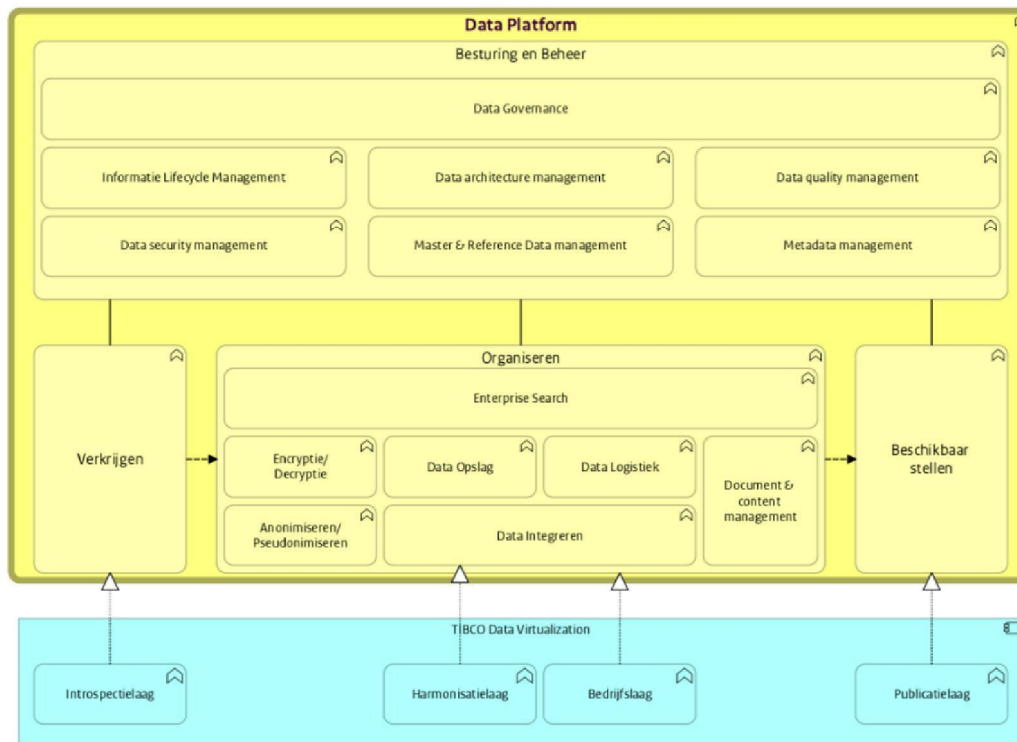 Data Platform
Besturing en Beheer
Data Governance
Informatie Lifecycle Management
Data architecture management
Data quality management
Data security management
Master & Reference Data management
Metadata management
Verkrijgen
Organiseren
Enterprise Search
Encryptie/
Decryptie
Data Opslag
Data Logistiek
Document &
content
management
Anonimiseren/
Pseudonimiseren
Data Integreren
Beschikbaar
stellen
TIBCO Data Virtualization
Introspectielaag
Harmonisatielaag
Bedrijfslaag
Publicatielaag